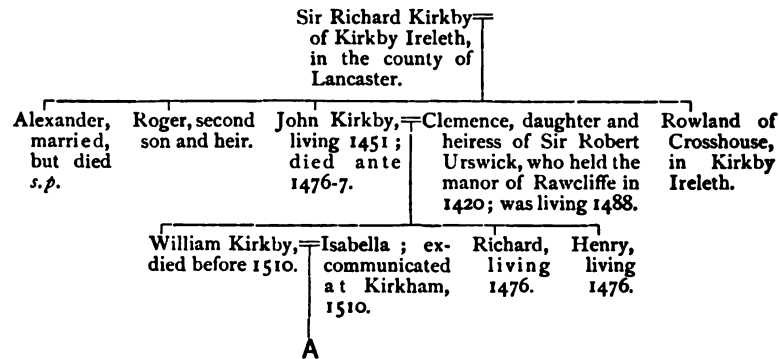 Sir Richard Kirkby
of Kirkby Ireleth,
in the county of
Lancaster.
Alexander,
married,
but died
s.p.
Roger, second
son and heir.
John Kirkby,
living 1451 ;
died ante
1476-7.
Clemence, daughter and
heiress of Sir Robert
Urswick, who held the
manor of Rawcliffe in
1420 ; was living 1488.
Rowland of
Crosshouse,
in Kirkby
Ireleth.
William Kirkby,
died before 1510.
Isabella ; ex-
communicated
at Kirkham,
1510.
Richard,
living
1476.
Henry,
living
1476.
A